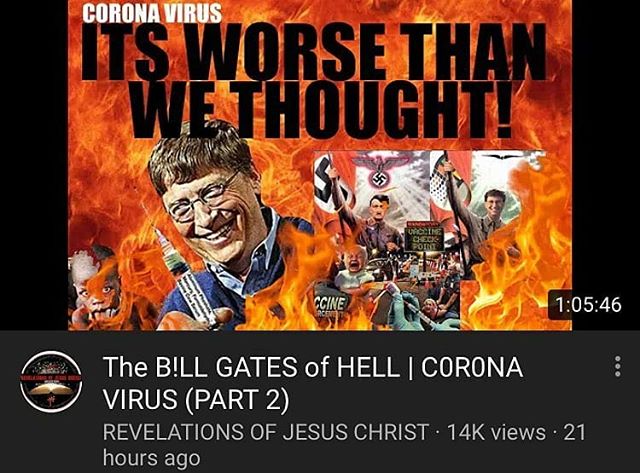 CORONA VIRUS
ITS WORSE THAN
WE THOUGHT!
VACCINE
CHECK
POINT
CCINE
1:05:46
The B!LL GATES of HELL | C0R0NA
VIRUS (PART 2)
REVELATIONS OF JESUS CHRIST · 14K views · 21
hours ago